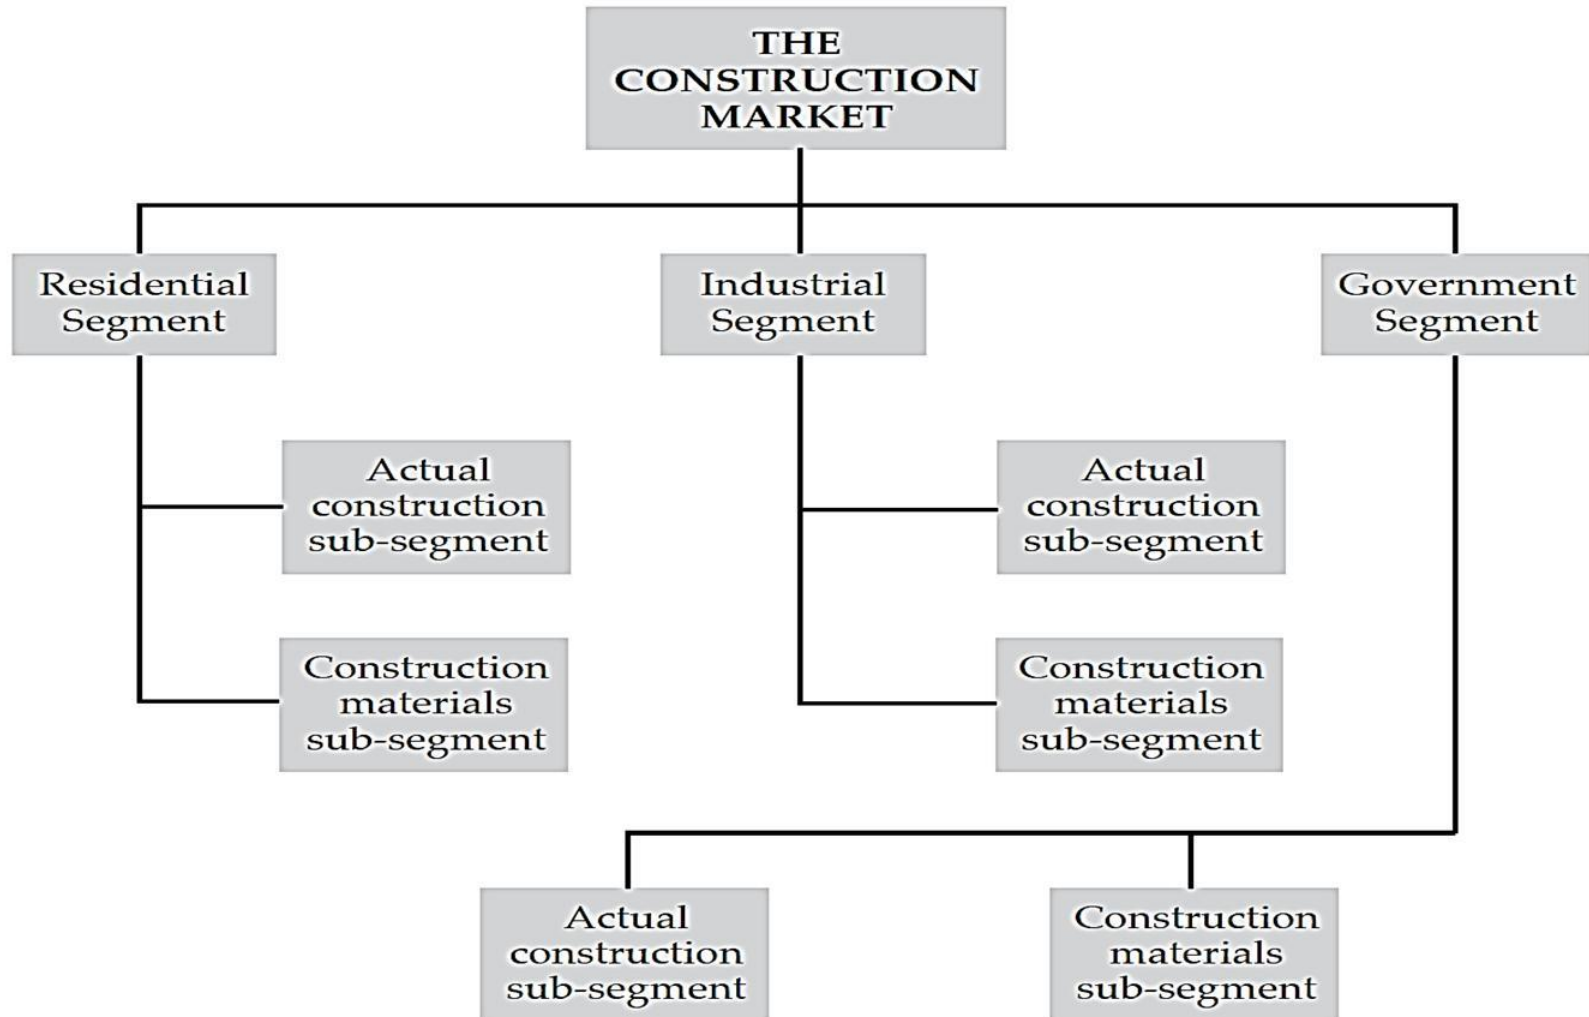 THE
CONSTRUCTION
MARKET
Residential
Segment
Industrial
Segment
Government
Segment
Actual
construction
sub-segment
Actual
construction
sub-segment
Construction
materials
sub-segment
Construction
materials
sub-segment
Actual
construction
sub-segment
Construction
materials
sub-segment